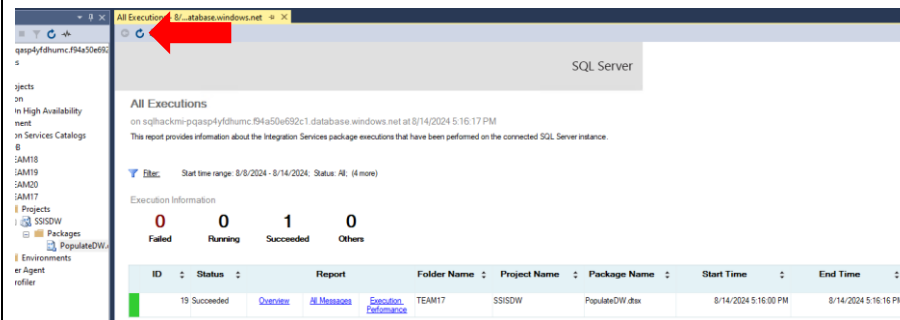 All Executions - 8/...atabase.windows.net
qasp4yfdhumc.f94a50e692
s
ojects
on
n High Availability
ment
on Services Catalogs
B
EAM18
EAM19
EAM20
EAM17
Projects
SSISDW
Packages
PopulateDW.
Environments
er Agent
rofiler
SQL Server
All Executions
on sqlhackmi-pqasp4yfdhumc.f94a50e692c1.database.windows.net at 8/14/2024 5:16:17 PM
This report provides information about the Integration Services package executions that have been performed on the connected SQL Server instance.
Filter: Start time range: 8/8/2024 - 8/14/2024; Status: All; (4 more)
Execution Information
0 0 1 0
Failed Running Succeeded Others
ID Status Report Folder Name Project Name Package Name Start Time End Time
19 Succeeded Overview All Messages Execution Performance TEAM17 SSISDW PopulateDW.dtsx 8/14/2024 5:16:00 PM 8/14/2024 5:16:16 PM